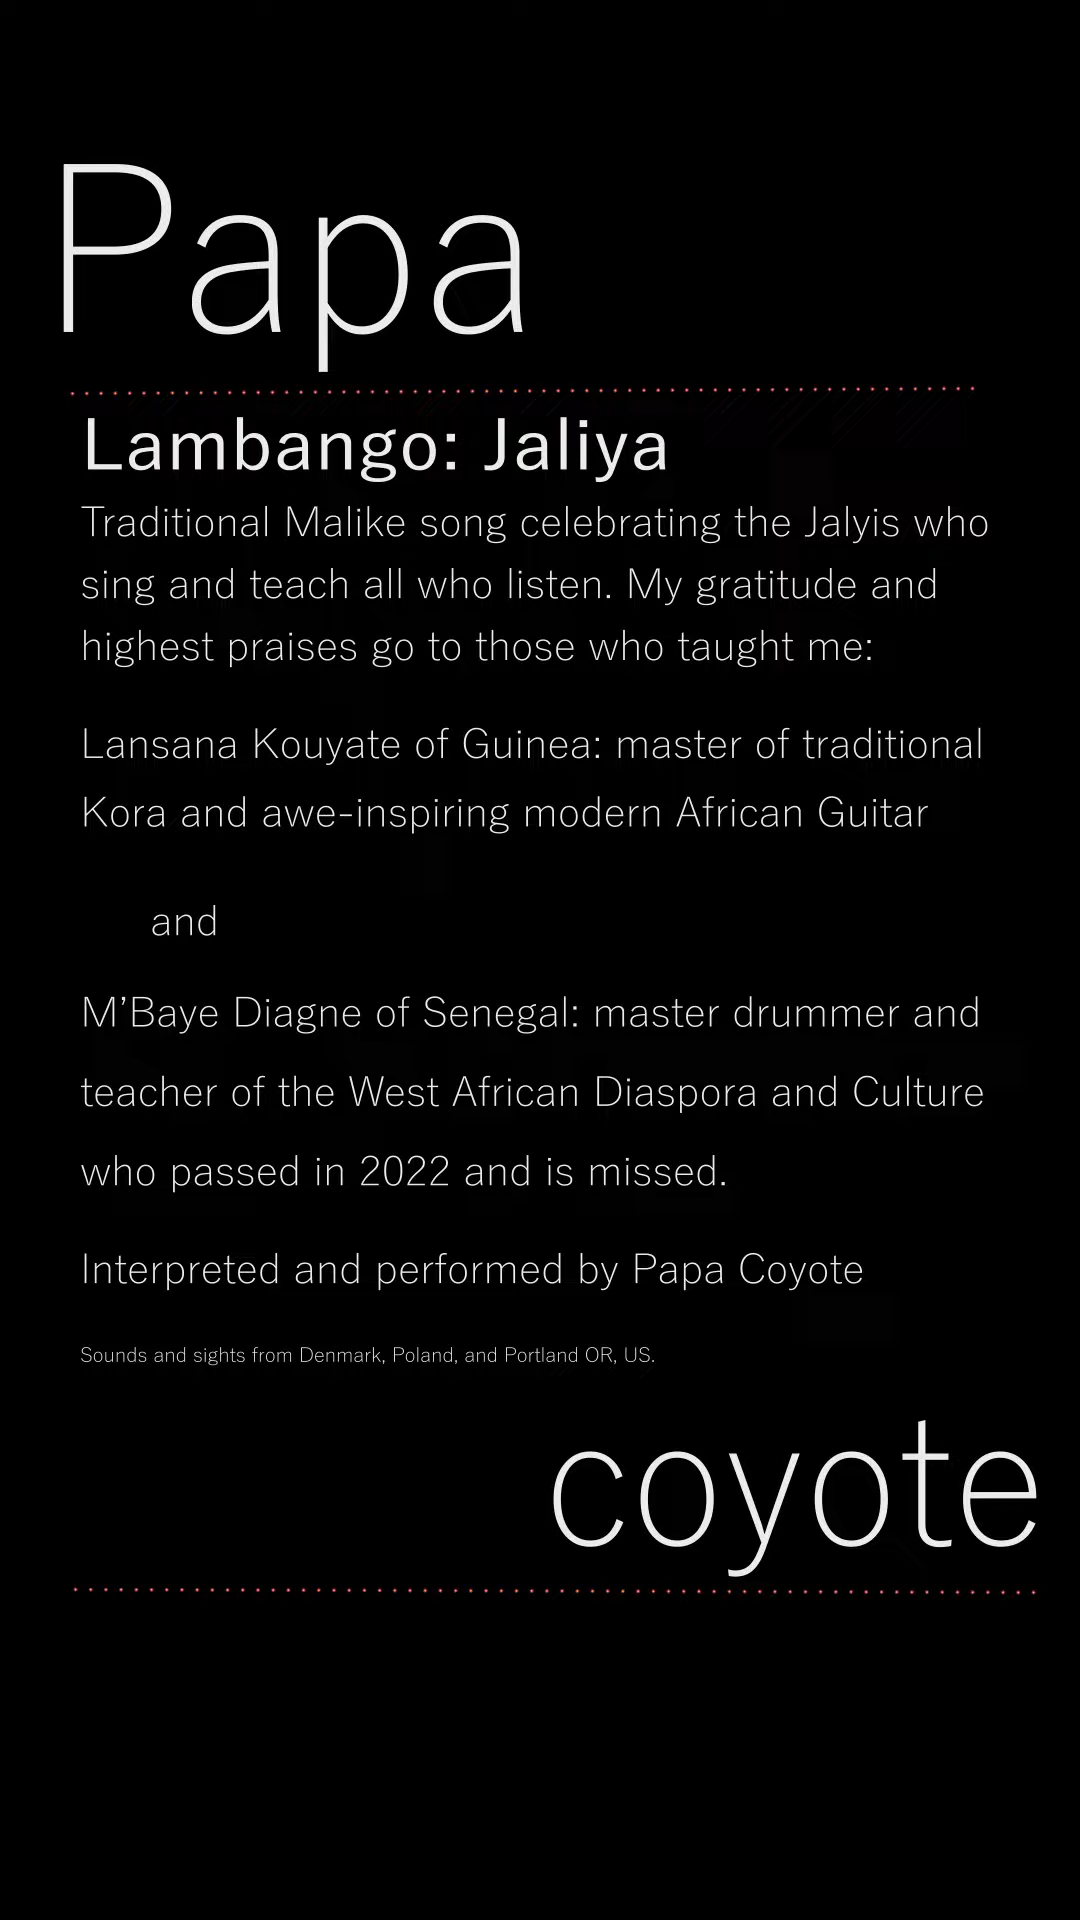 Papa
Lambango: Jaliya
Traditional Malike song celebrating the Jalyis who
sing and teach all who listen. My gratitude and
highest praises go to those who taught me:
Lansana Kouyate of Guinea: master of traditional
Kora and awe-inspiring modern African Guitar
and
M’Baye Diagne of Senegal: master drummer and
teacher of the West African Diaspora and Culture
who passed in 2022 and is missed.
Interpreted and performed by Papa Coyote
Sounds and sights from Denmark, Poland, and Portland OR, US.
coyote